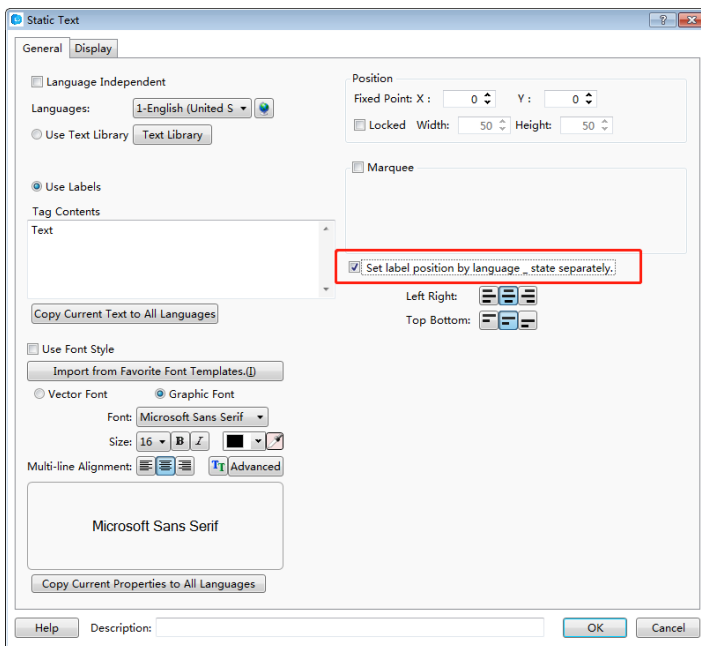 Static Text
General
Display
Language Independent
Languages:
1-English (United S
Use Text Library
Text Library
Use Labels
Tag Contents
Text
Copy Current Text to All Languages
Use Font Style
Import from Favorite Font Templates.(I)
Vector Font
Graphic Font
Font:
Microsoft Sans Serif
Size:
16
B
I
Multi-line Alignment:
TT
Advanced
Microsoft Sans Serif
Copy Current Properties to All Languages
Position
Fixed Point: X :
0
Y :
0
Locked
Width:
50
Height:
50
Marquee
Set label position by language _ state separately.
Left Right:
Top Bottom:
Help
Description:
OK
Cancel